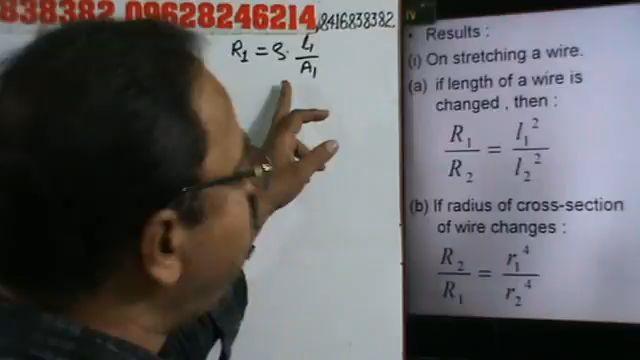 838382,09628246214,8416838382
R₁ = ρ· l₁/A₁
• Results :
(i) On stretching a wire.
(a) if length of a wire is
changed , then :
R₁/R₂ = l₁²/l₂²
(b) If radius of cross-section
of wire changes :
R₂/R₁ = r₁⁴/r₂⁴